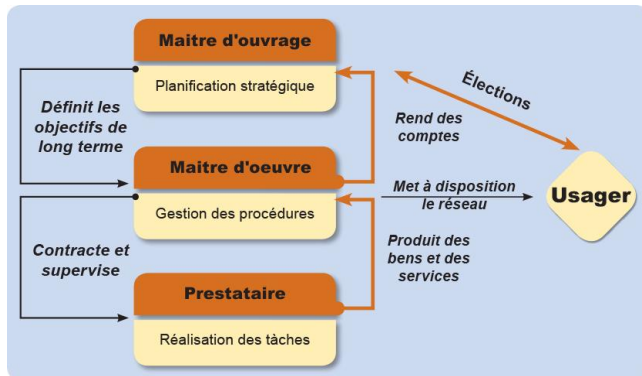 Maitre d'ouvrage
Planification stratégique
Définit les
objectifs de
long terme
Élections
Rend des
comptes
Maitre d'oeuvre
Gestion des procédures
Met à disposition
le réseau
Usager
Contracte et
supervise
Produit des
bens et des
services
Prestataire
Réalisation des tàches